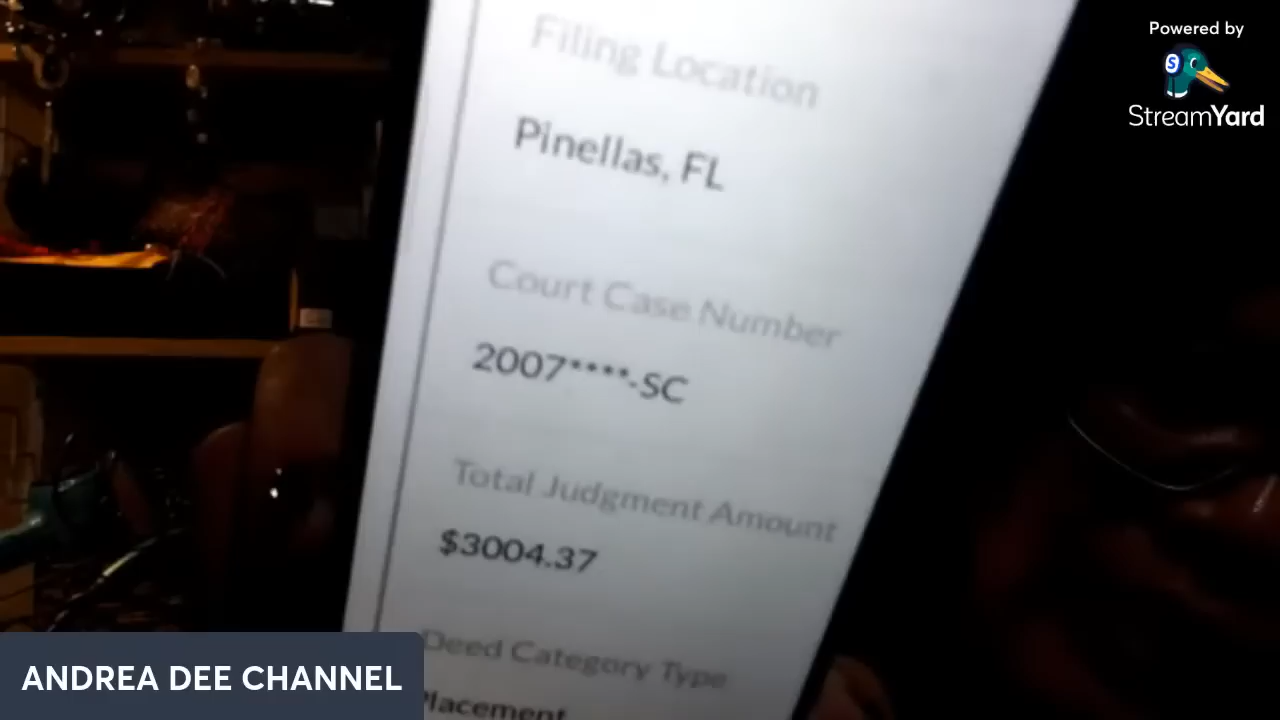 Powered by
StreamYard
Filing Location
Pinellas, FL
Court Case Number
2007****-SC
Total Judgment Amount
$3004.37
Deed Category Type
Placement
ANDREA DEE CHANNEL